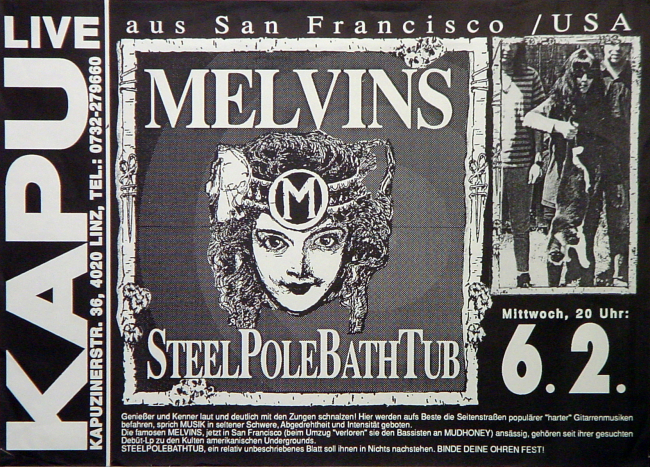 LIVE
KAPU
KAPUZINERSTR. 36, 4020 LINZ, TEL.: 0732-279660
aus San Francisco /USA
MELVINS
M
STEELPOLEBATHTUB
Mittwoch, 20 Uhr:
6.2.
Genießer und Kenner laut und deutlich mit den Zungen schnalzen! Hier werden aufs Beste die Seitenstraßen populärer "harter" Gitarrenmusiken
befahren, sprich MUSIK in seltener Schwere, Abgedrehtheit und Intensität geboten.
Die famosen MELVINS, jetzt in San Francisco (beim Umzug "verloren" sie den Bassisten an MUDHONEY) ansässig, gehören seit ihrer gesuchten
Debüt-Lp zu den Kulten amerikanischen Undergrounds.
STEELPOLEBATHTUB, ein relativ unbeschriebenes Blatt soll ihnen in Nichts nachstehen. BINDE DEINE OHREN FEST!